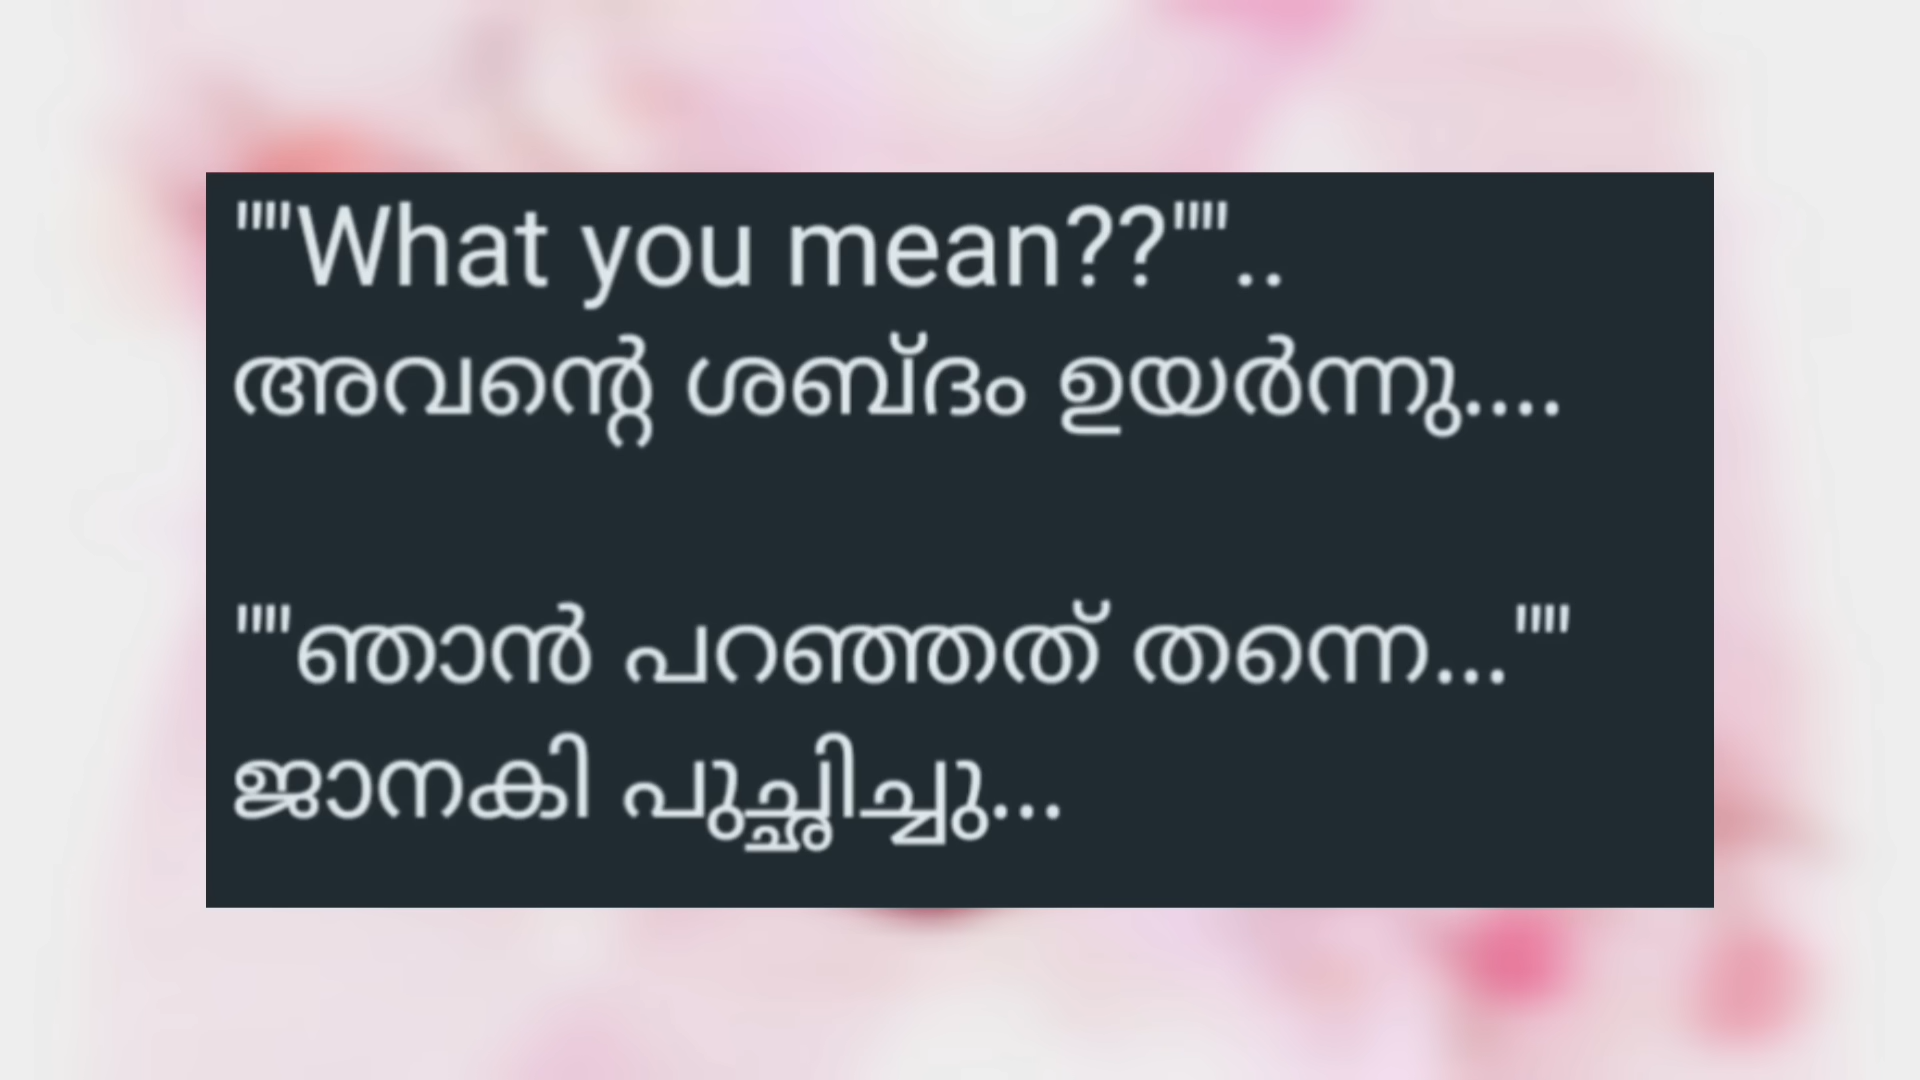 ""What you mean??""..
അവന്റെ ശബ്ദം ഉയർന്നു....
""ഞാൻ പറഞ്ഞത് തന്നെ...""
ജാനകി പുച്ഛിച്ചു...